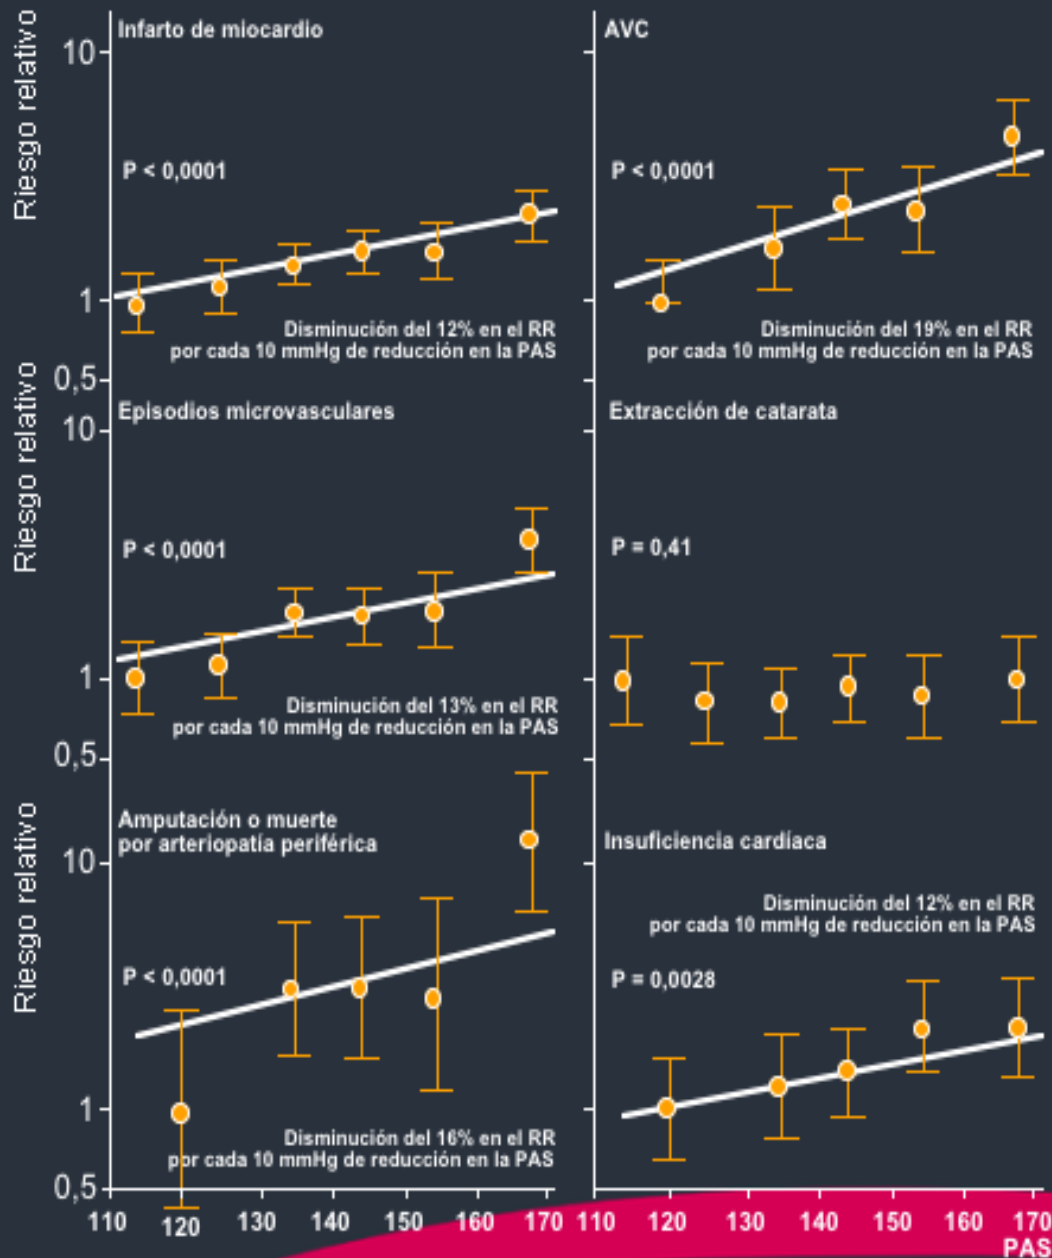 Riesgo relativo
10
1
0,5
Infarto de miocardio
P < 0,0001
Disminución del 12% en el RR
por cada 10 mmHg de reducción en la PAS
AVC
P < 0,0001
Disminución del 19% en el RR
por cada 10 mmHg de reducción en la PAS
Riesgo relativo
10
1
0,5
Episodios microvasculares
P < 0,0001
Disminución del 13% en el RR
por cada 10 mmHg de reducción en la PAS
Extracción de catarata
P = 0,41
Riesgo relativo
10
1
0,5
Amputación o muerte
por arteriopatía periférica
P < 0,0001
Disminución del 16% en el RR
por cada 10 mmHg de reducción en la PAS
Insuficiencia cardíaca
Disminución del 12% en el RR
por cada 10 mmHg de reducción en la PAS
P = 0,0028
110 120 130 140 150 160 170
110 120 130 140 150 160 170
PAS